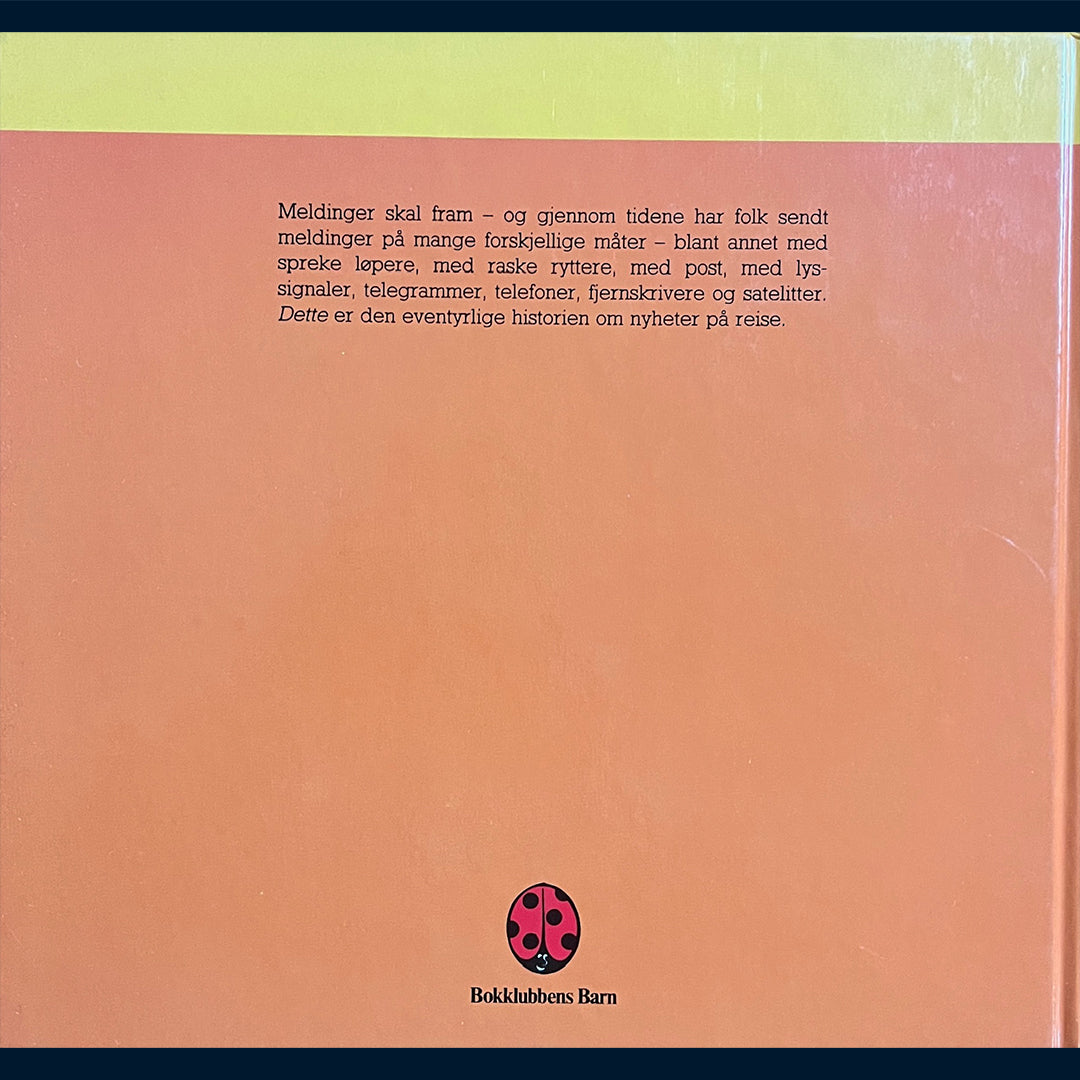 Meldinger skal fram – og gjennom tidene har folk sendt
meldinger på mange forskjellige måter – blant annet med
spreke løpere, med raske ryttere, med post, med lys-
signaler, telegrammer, telefoner, fjernskrivere og satelitter.
Dette er den eventyrlige historien om nyheter på reise.
Bokklubbens Barn